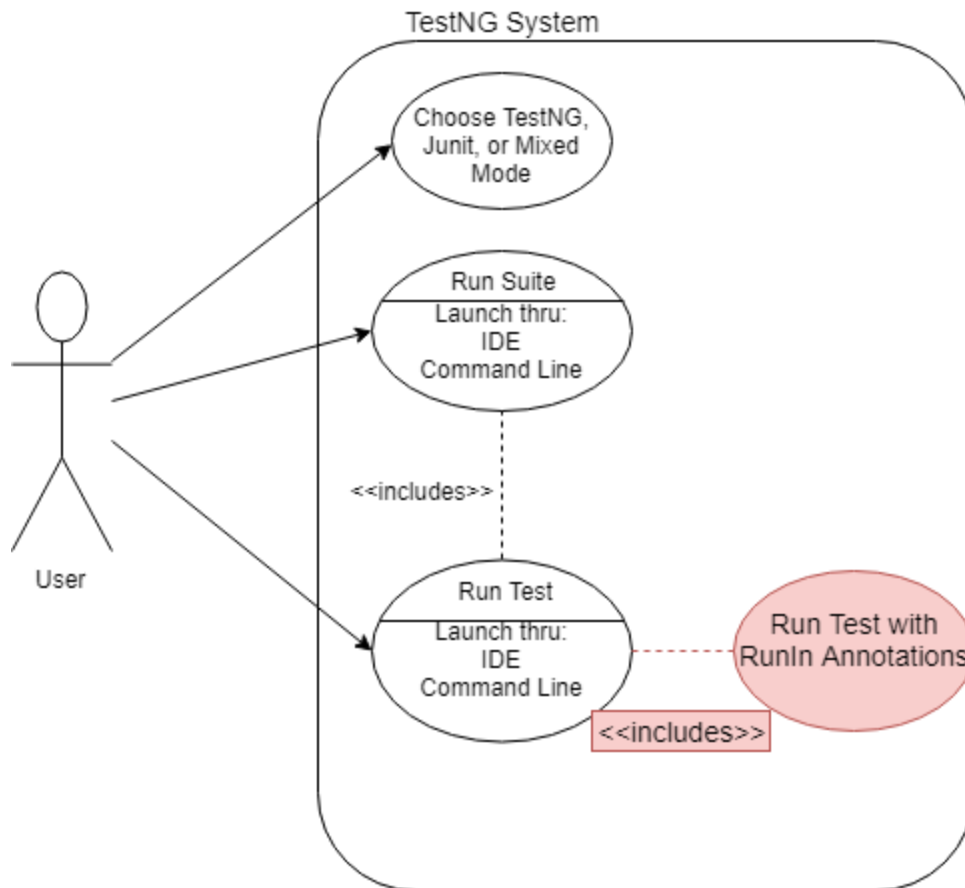 TestNG System
Choose TestNG,
Junit, or Mixed
Mode
Run Suite
Launch thru:
IDE
Command Line
<<includes>>
User
Run Test
Launch thru:
IDE
Command Line
Run Test with
RunIn Annotations
<<includes>>